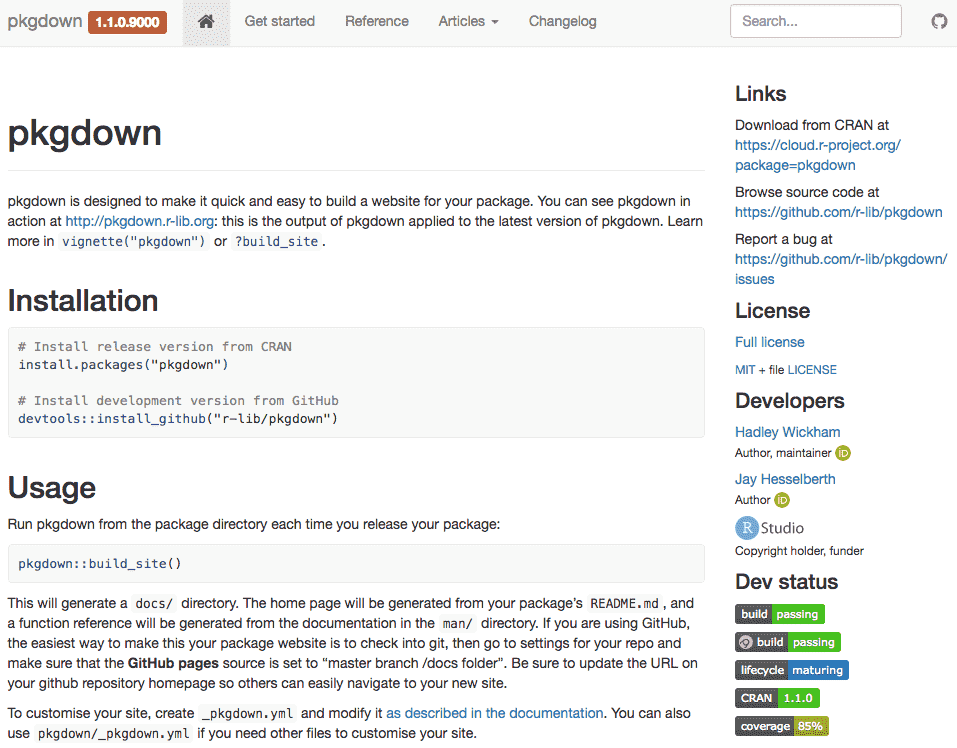 pkgdown 1.1.0.9000 Get started Reference Articles Changelog Search...
pkgdown
pkgdown is designed to make it quick and easy to build a website for your package. You can see pkgdown in
action at http://pkgdown.r-lib.org: this is the output of pkgdown applied to the latest version of pkgdown. Learn
more in vignette("pkgdown") or ?build_site.
Installation
# Install release version from CRAN
install.packages("pkgdown")
# Install development version from GitHub
devtools::install_github("r-lib/pkgdown")
Usage
Run pkgdown from the package directory each time you release your package:
pkgdown::build_site()
This will generate a docs/ directory. The home page will be generated from your package’s README.md, and
a function reference will be generated from the documentation in the man/ directory. If you are using GitHub,
the easiest way to make this your package website is to check into git, then go to settings for your repo and
make sure that the GitHub pages source is set to “master branch /docs folder”. Be sure to update the URL on
your github repository homepage so others can easily navigate to your new site.
To customise your site, create _pkgdown.yml and modify it as described in the documentation. You can also
use pkgdown/_pkgdown.yml if you need other files to customise your site.
Links
Download from CRAN at
https://cloud.r-project.org/
package=pkgdown
Browse source code at
https://github.com/r-lib/pkgdown
Report a bug at
https://github.com/r-lib/pkgdown/
issues
License
Full license
MIT + file LICENSE
Developers
Hadley Wickham
Author, maintainer iD
Jay Hesselberth
Author iD
R Studio
Copyright holder, funder
Dev status
build passing
build passing
lifecycle maturing
CRAN 1.1.0
coverage 85%